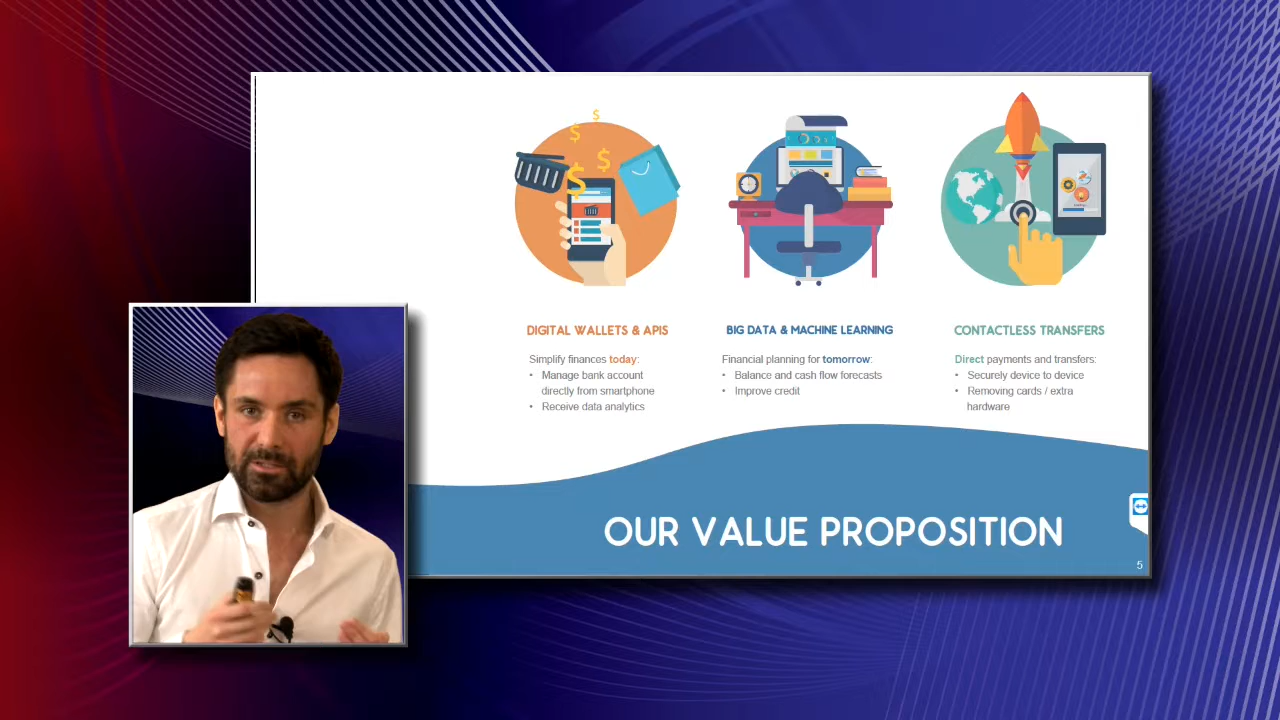 $
$
$
$
DIGITAL WALLETS & APIS
Simplify finances today:
• Manage bank account
directly from smartphone
• Receive data analytics
BIG DATA & MACHINE LEARNING
Financial planning for tomorrow:
• Balance and cash flow forecasts
• Improve credit
CONTACTLESS TRANSFERS
Direct payments and transfers:
• Securely device to device
• Removing cards / extra
hardware
OUR VALUE PROPOSITION
5